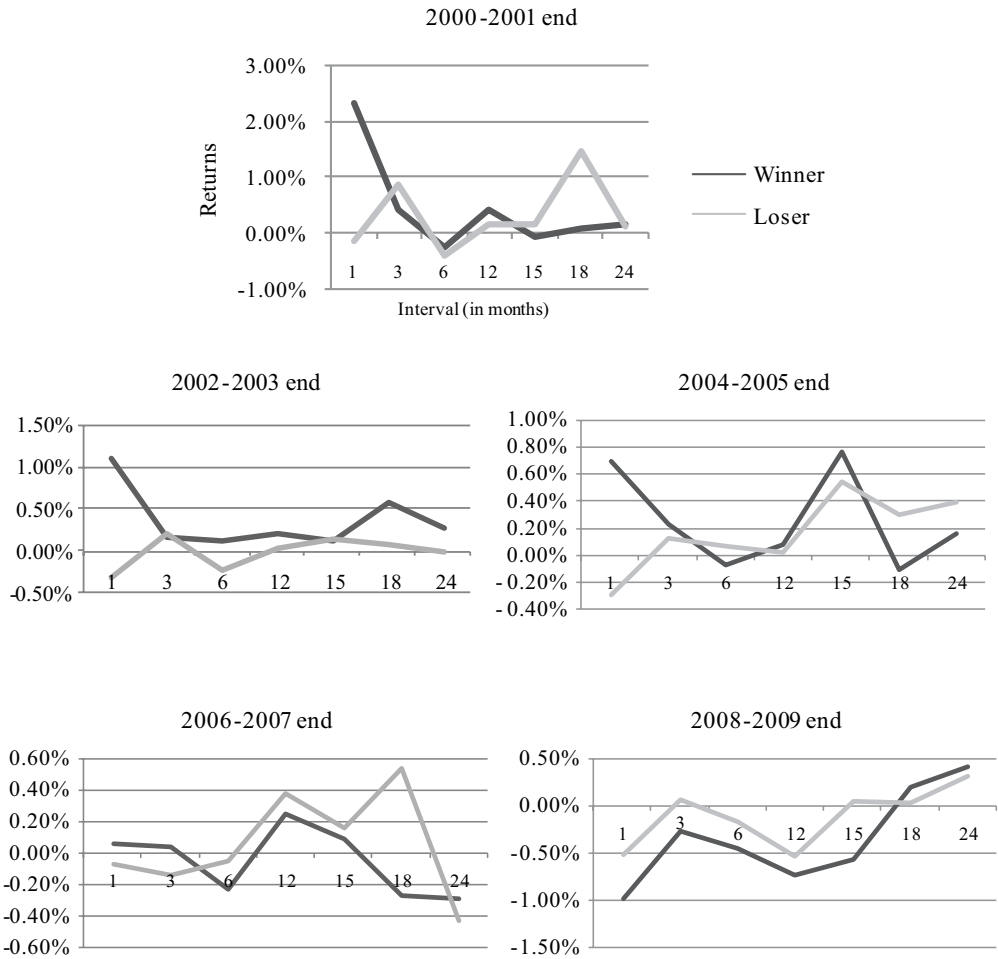 2000-2001 end
3.00%
2.00%
1.00%
0.00%
-1.00%
Returns
1 3 6 12 15 18 24
Interval (in months)
Winner
Loser
2002-2003 end
1.50%
1.00%
0.50%
0.00%
-0.50%
1 3 6 12 15 18 24
2004-2005 end
1.00%
0.80%
0.60%
0.40%
0.20%
0.00%
-0.20%
-0.40%
1 3 6 12 15 18 24
2006-2007 end
0.60%
0.40%
0.20%
0.00%
-0.20%
-0.40%
-0.60%
1 3 6 12 15 18 24
2008-2009 end
0.50%
0.00%
-0.50%
-1.00%
-1.50%
1 3 6 12 15 18 24